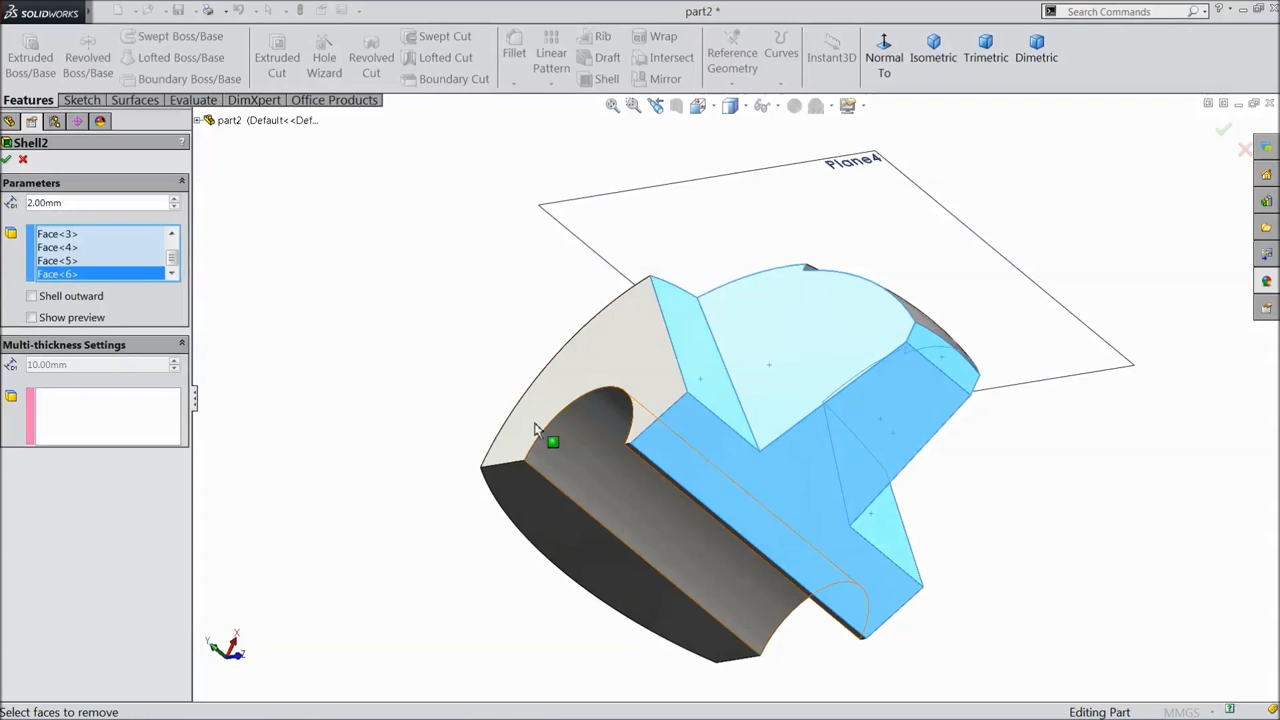 SOLIDWORKS
part2 *
Search Commands
Extruded Boss/Base
Revolved Boss/Base
Swept Boss/Base
Lofted Boss/Base
Boundary Boss/Base
Extruded Cut
Hole Wizard
Revolved Cut
Swept Cut
Lofted Cut
Boundary Cut
Fillet
Linear Pattern
Rib
Draft
Shell
Wrap
Intersect
Mirror
Reference Geometry
Curves
Instant3D
Normal To
Isometric
Trimetric
Dimetric
Features
Sketch
Surfaces
Evaluate
DimXpert
Office Products
part2 (Default<<Def...
Shell2
?
Parameters
2.00mm
Face<3>
Face<4>
Face<5>
Face<6>
Shell outward
Show preview
Multi-thickness Settings
10.00mm
Plane4
X
Y
Z
Select faces to remove
Editing Part
MMGS